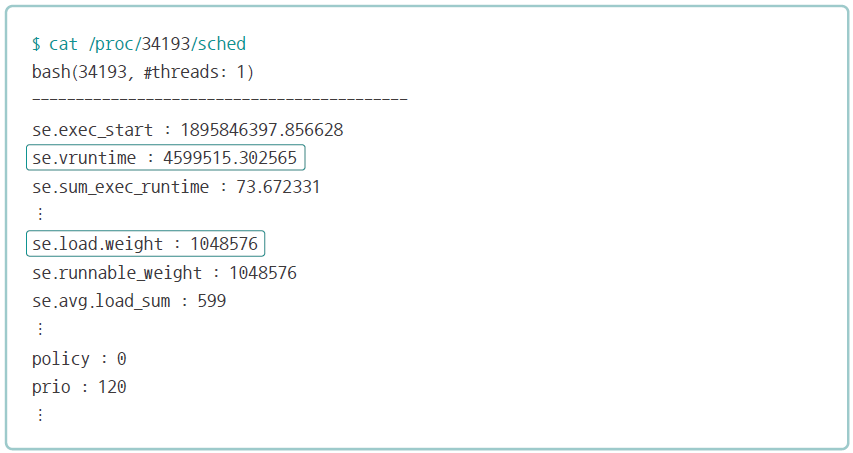 $ cat /proc/34193/sched
bash(34193, #threads: 1)
-------------------------------------------
se.exec_start : 1895846397.856628
se.vruntime : 4599515.302565
se.sum_exec_runtime : 73.672331
⋮
se.load.weight : 1048576
se.runnable_weight : 1048576
se.avg.load_sum : 599
⋮
policy : 0
prio : 120
⋮